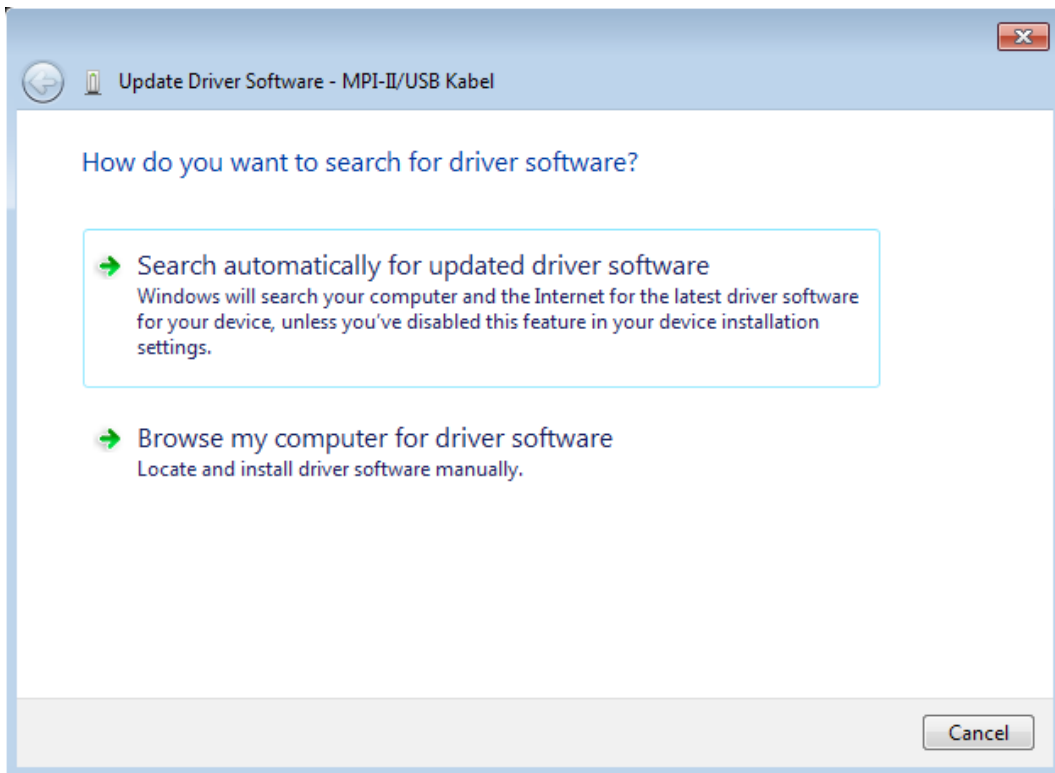 Update Driver Software - MPI-II/USB Kabel
How do you want to search for driver software?
Search automatically for updated driver software
Windows will search your computer and the Internet for the latest driver software
for your device, unless you've disabled this feature in your device installation
settings.
Browse my computer for driver software
Locate and install driver software manually.
Cancel